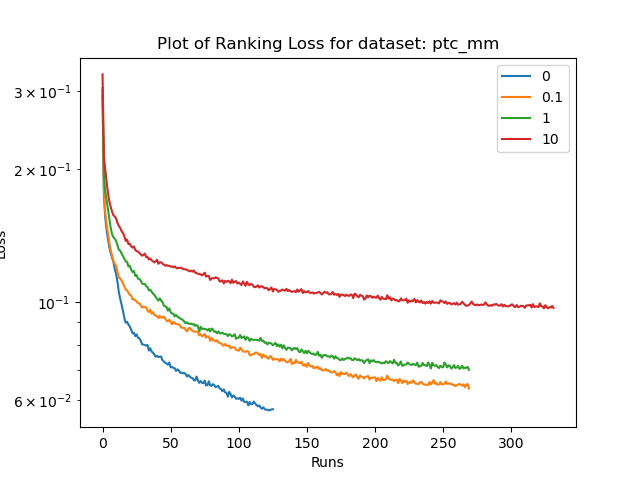 Plot of Ranking Loss for dataset: ptc_mm
0
0.1
1
10
3 × 10⁻¹
2 × 10⁻¹
10⁻¹
6 × 10⁻²
Loss
0 50 100 150 200 250 300
Runs